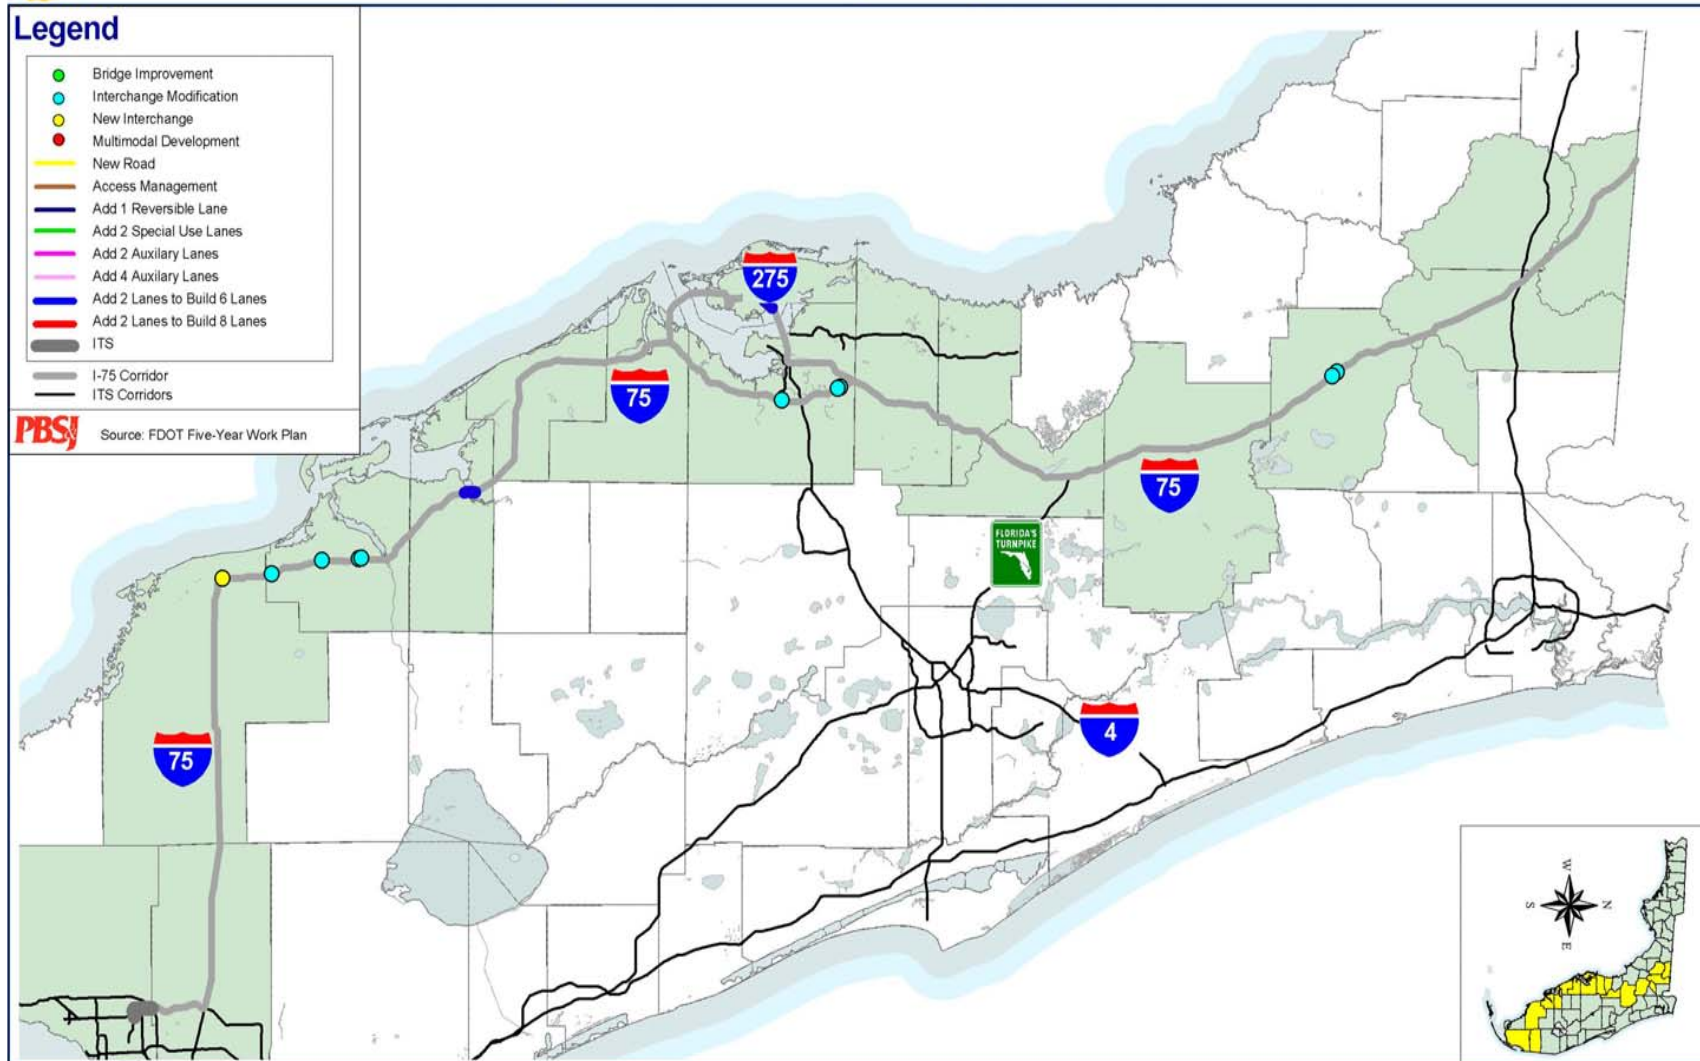 Legend
Bridge Improvement
Interchange Modification
New Interchange
Multimodal Development
New Road
Access Management
Add 1 Reversible Lane
Add 2 Special Use Lanes
Add 2 Auxilary Lanes
Add 4 Auxilary Lanes
Add 2 Lanes to Build 6 Lanes
Add 2 Lanes to Build 8 Lanes
ITS
I-75 Corridor
ITS Corridors
PBSJ Source: FDOT Five-Year Work Plan
275
75
75
FLORIDA'S
TURNPIKE
4
75
W
S
N
E